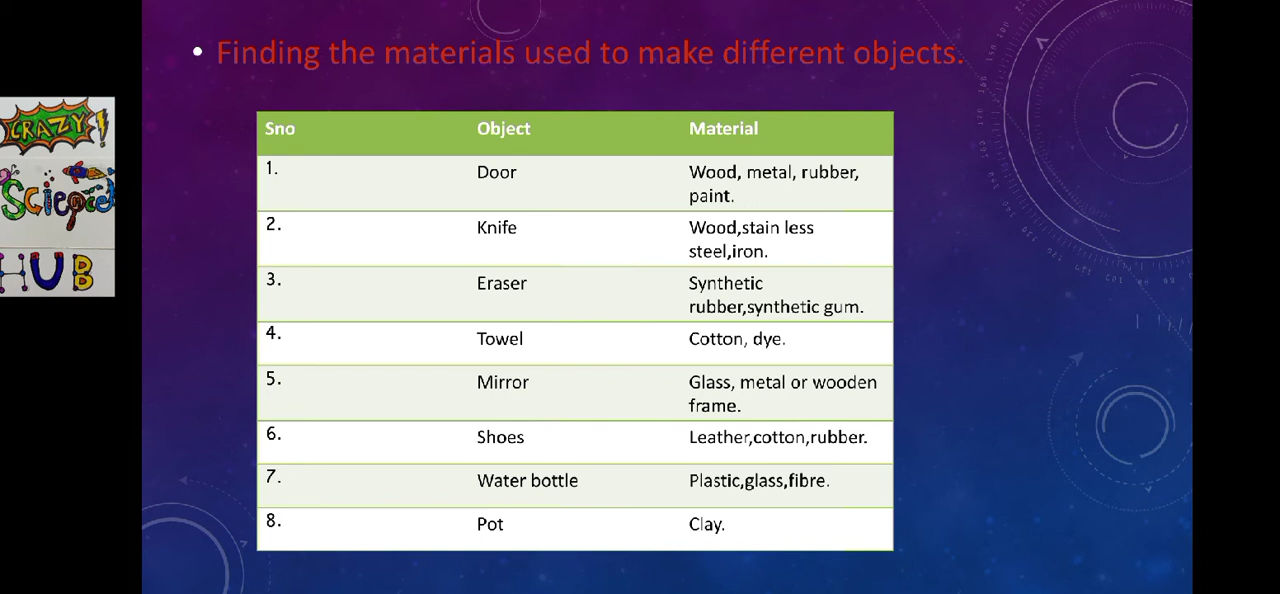 • Finding the materials used to make different objects.
CRAZY!
Science
HUB
Sno Object Material
1. Door Wood, metal, rubber,
paint.
2. Knife Wood,stain less
steel,iron.
3. Eraser Synthetic
rubber,synthetic gum.
4. Towel Cotton, dye.
5. Mirror Glass, metal or wooden
frame.
6. Shoes Leather,cotton,rubber.
7. Water bottle Plastic,glass,fibre.
8. Pot Clay.